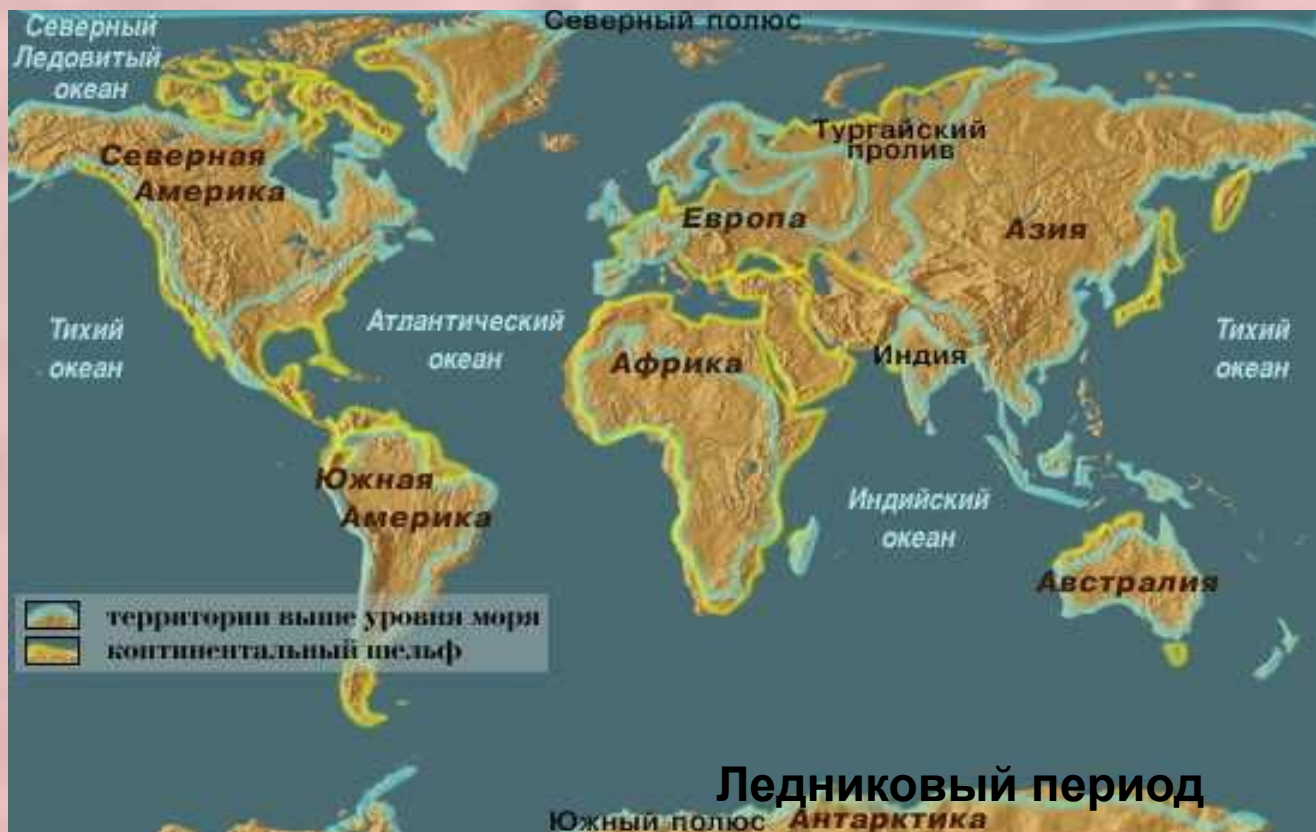 Северный полюс
Северный
Ледовитый
океан
Тургайский
пролив
Северная
Америка
Европа
Азия
Тихий
океан
Атлантический
океан
Африка
Индия
Тихий
океан
Южная
Америка
Индийский
океан
Австралия
территории выше уровня моря
континентальный шельф
Ледниковый период
Южный полюс Антарктика